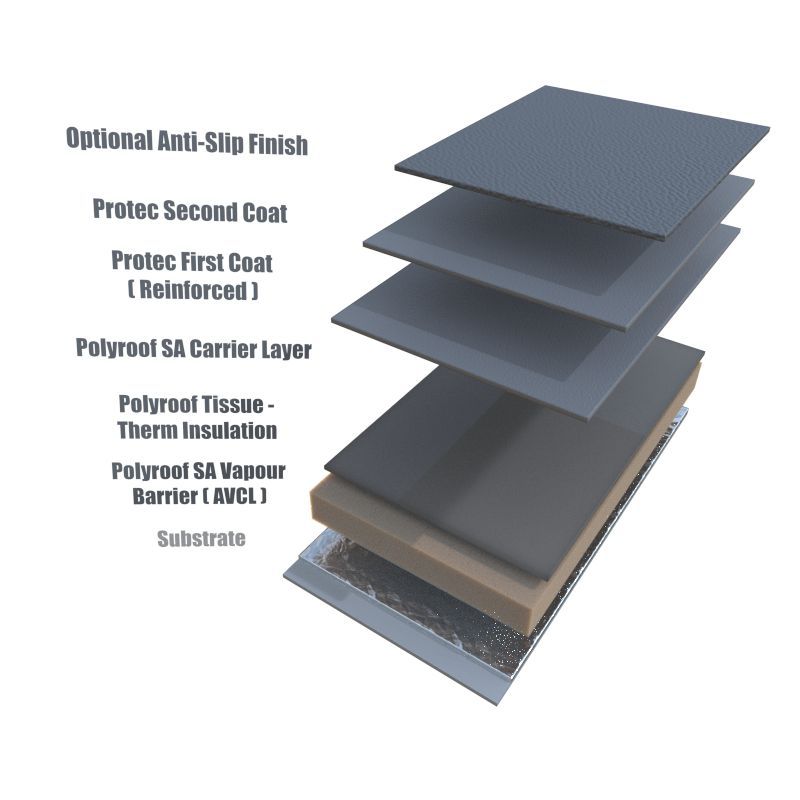 Optional Anti-Slip Finish
Protec Second Coat
Protec First Coat
( Reinforced )
Polyroof SA Carrier Layer
Polyroof Tissue -
Therm Insulation
Polyroof SA Vapour
Barrier ( AVCL )
Substrate